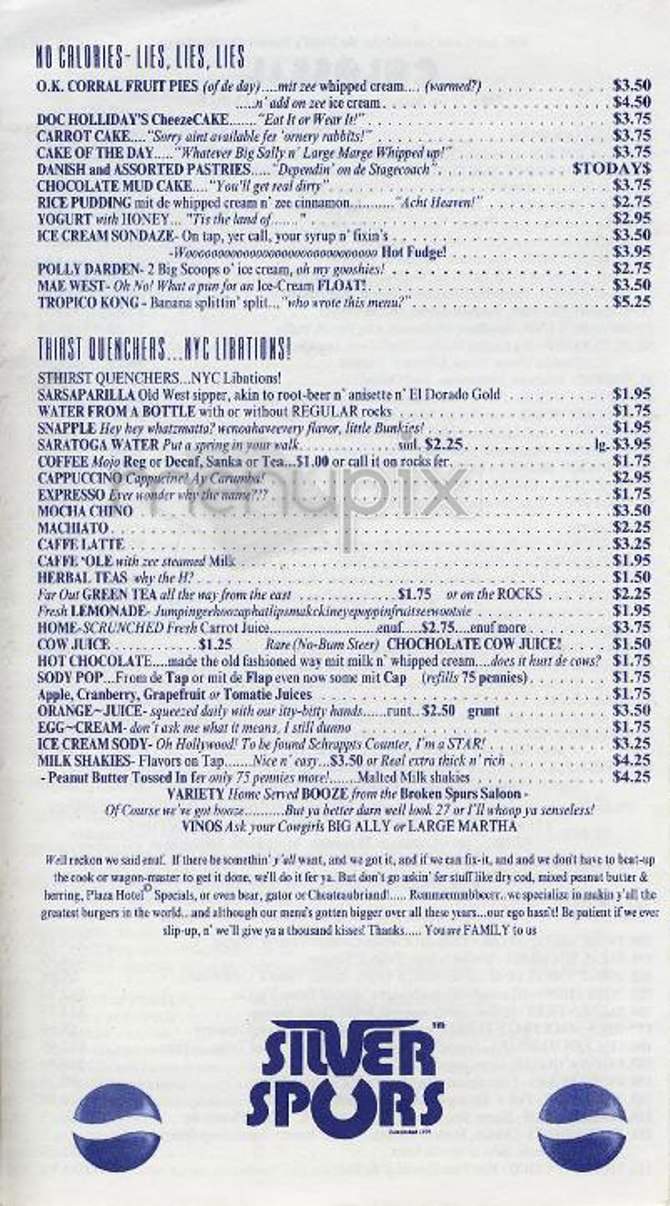 NO CALORIES- LIES, LIES, LIES
O.K. CORRAL FRUIT PIES (of de day)....mit zee whipped cream.... (warmed?) $3.50
.....n' add on zee ice cream $4.50
DOC HOLLIDAY'S CheezeCAKE......."Eat It or Wear It!" $3.75
CARROT CAKE...."Sorry aint available fer 'ornery rabbits!" $3.75
CAKE OF THE DAY....."Whatever Big Sally n' Large Marge Whipped up!" $3.75
DANISH and ASSORTED PASTRIES....."Dependin' on de Stagecoach" $TODAY$
CHOCOLATE MUD CAKE...."You'll get real dirty" $3.75
RICE PUDDING mit de whipped cream n' zee cinnamon..........."Acht Heaven!" $2.75
YOGURT with HONEY... "Tis the land of......." $2.95
ICE CREAM SONDAZE- On tap, yer call, your syrup n' fixin's $3.50
Hot Fudge! $3.95
POLLY DARDEN- 2 Big Scoops o' ice cream, oh my gooshies! $2.75
MAE WEST- Oh No! What a pun for an Ice-Cream FLOAT! $3.50
TROPICO KONG - Banana splittin' split..."who wrote this menu?" $5.25
THIRST QUENCHERS...NYC LIBATIONS!
STHIRST QUENCHERS...NYC Libations!
SARSAPARILLA Old West sipper, akin to root-beer n' anisette n' El Dorado Gold $1.95
WATER FROM A BOTTLE with or without REGULAR rocks $1.75
SNAPPLE Hey hey whatzmatta? wenoahaveevery flavor, little Bunkies! $1.95
SARATOGA WATER Put a spring in your walk sml. $2.25 lg. $3.95
COFFEE Mojo Reg or Decaf, Sanka or Tea...$1.00 or call it on rocks fer. $1.75
CAPPUCCINO Cappucine? Ay Caramba! $2.95
EXPRESSO Ever wonder why the name??? $1.75
MOCHA CHINO $3.50
MACHIATO $2.25
CAFFE LATTE $3.25
CAFFE 'OLE with zee steamed Milk $1.95
HERBAL TEAS why the H? $1.50
Far Out GREEN TEA all the way from the east $1.75 or on the ROCKS $2.25
Fresh LEMONADE- $1.95
HOME-SCRUNCHED Fresh Carrot Juice enuf....$2.75....enuf more $3.75
COW JUICE $1.25 Rare (No-Bum Steer) CHOCHOLATE COW JUICE! $1.50
HOT CHOCOLATE....made the old fashioned way mit milk n' whipped cream....does it hurt de cows? $1.75
SODY POP...From de Tap or mit de Flap even now some mit Cap (refills 75 pennies) $1.75
Apple, Cranberry, Grapefruit or Tomatie Juices $1.75
ORANGE~JUICE- squeezed daily with our itty-bitty hands......runt.. $2.50 grunt $3.50
EGG~CREAM- don't ask me what it means, I still dunno $1.75
ICE CREAM SODY- Oh Hollywood! To be found Schrappts Counter, I'm a STAR! $3.25
MILK SHAKIES- Flavors on Tap.......Nice n' easy...$3.50 or Real extra thick n' rich $4.25
- Peanut Butter Tossed In fer only 75 pennies more!.......Malted Milk shakies $4.25
VARIETY Home Served BOOZE from the Broken Spurs Saloon -
Of Course we've got booze..........But ya better darn well look 27 or I'll whoop ya senseless!
VINOS Ask your Cowgirls BIG ALLY or LARGE MARTHA
Well reckon we said enuf. If there be somethin' y'all want, and we got it, and if we can fix-it, and and we don't have to beat-up
the cook or wagon-master to get it done, we'll do it fer ya. But don't go askin' fer stuff like dry cod, mixed peanut butter &
herring, Plaza Hotel© Specials, or even bear, gator or Cheateaubriand!..... we specialize in makin y'all the
greatest burgers in the world.. and although our menu's gotten bigger over all these years...our ego hasn't! Be patient if we ever
slip-up, n' we'll give ya a thousand kisses! Thanks..... You are FAMILY to us
menupix
SILVER ™
SPURS